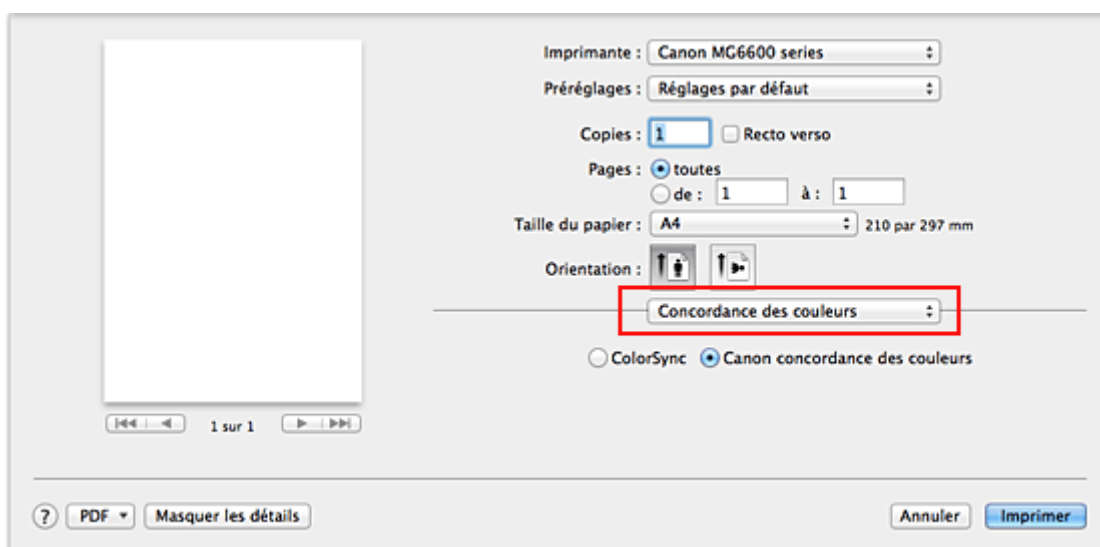 Imprimante : Canon MG6600 series
Préréglages : Réglages par défaut
Copies : 1 Recto verso
Pages : toutes
de : 1 à : 1
Taille du papier : A4 210 par 297 mm
Orientation :
Concordance des couleurs
ColorSync Canon concordance des couleurs
1 sur 1
? PDF Masquer les détails Annuler Imprimer